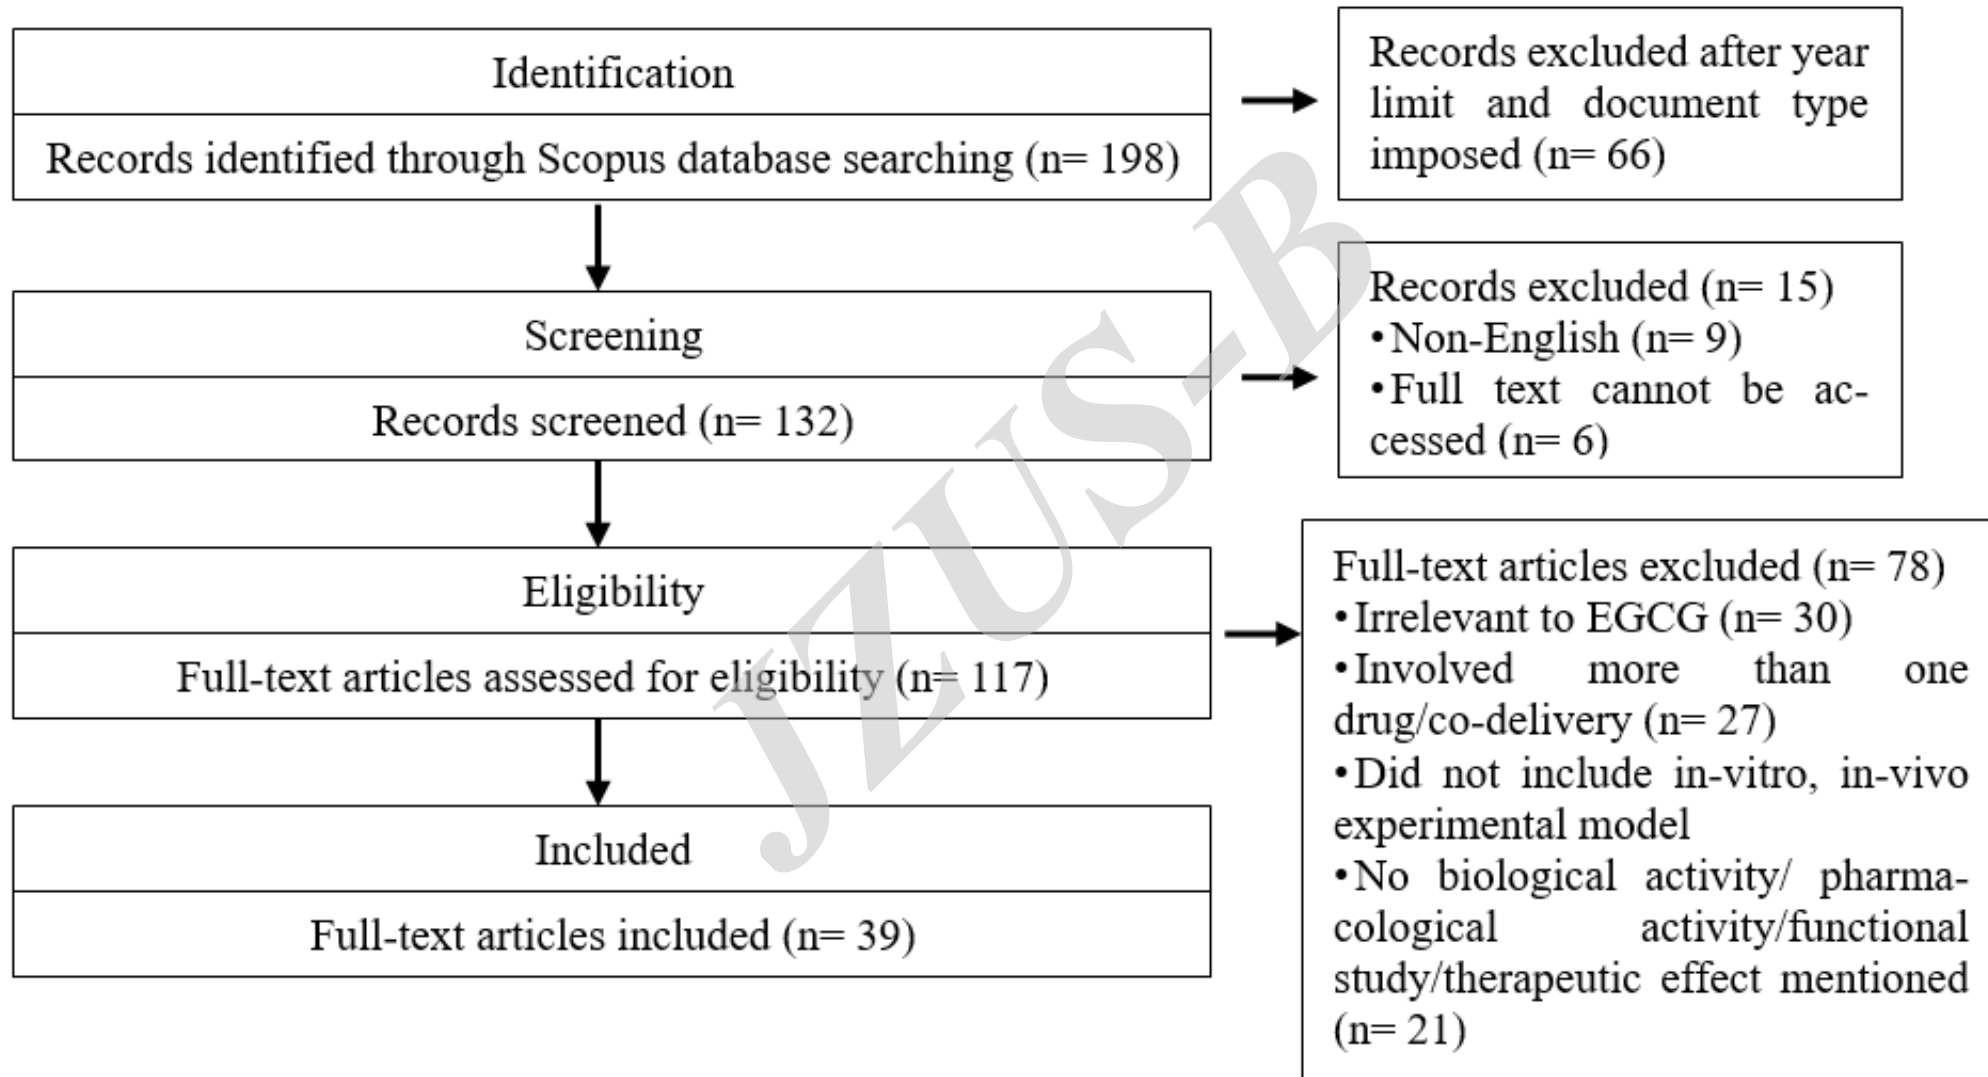 Identification
Records identified through Scopus database searching (n= 198)
Records excluded after year
limit and document type
imposed (n= 66)
Screening
Records screened (n= 132)
Records excluded (n= 15)
•Non-English (n= 9)
•Full text cannot be ac-
cessed (n= 6)
Eligibility
Full-text articles assessed for eligibility (n= 117)
Full-text articles excluded (n= 78)
•Irrelevant to EGCG (n= 30)
•Involved more than one
drug/co-delivery (n= 27)
•Did not include in-vitro, in-vivo
experimental model
•No biological activity/ pharma-
cological activity/functional
study/therapeutic effect mentioned
(n= 21)
Included
Full-text articles included (n= 39)
JZUS-B